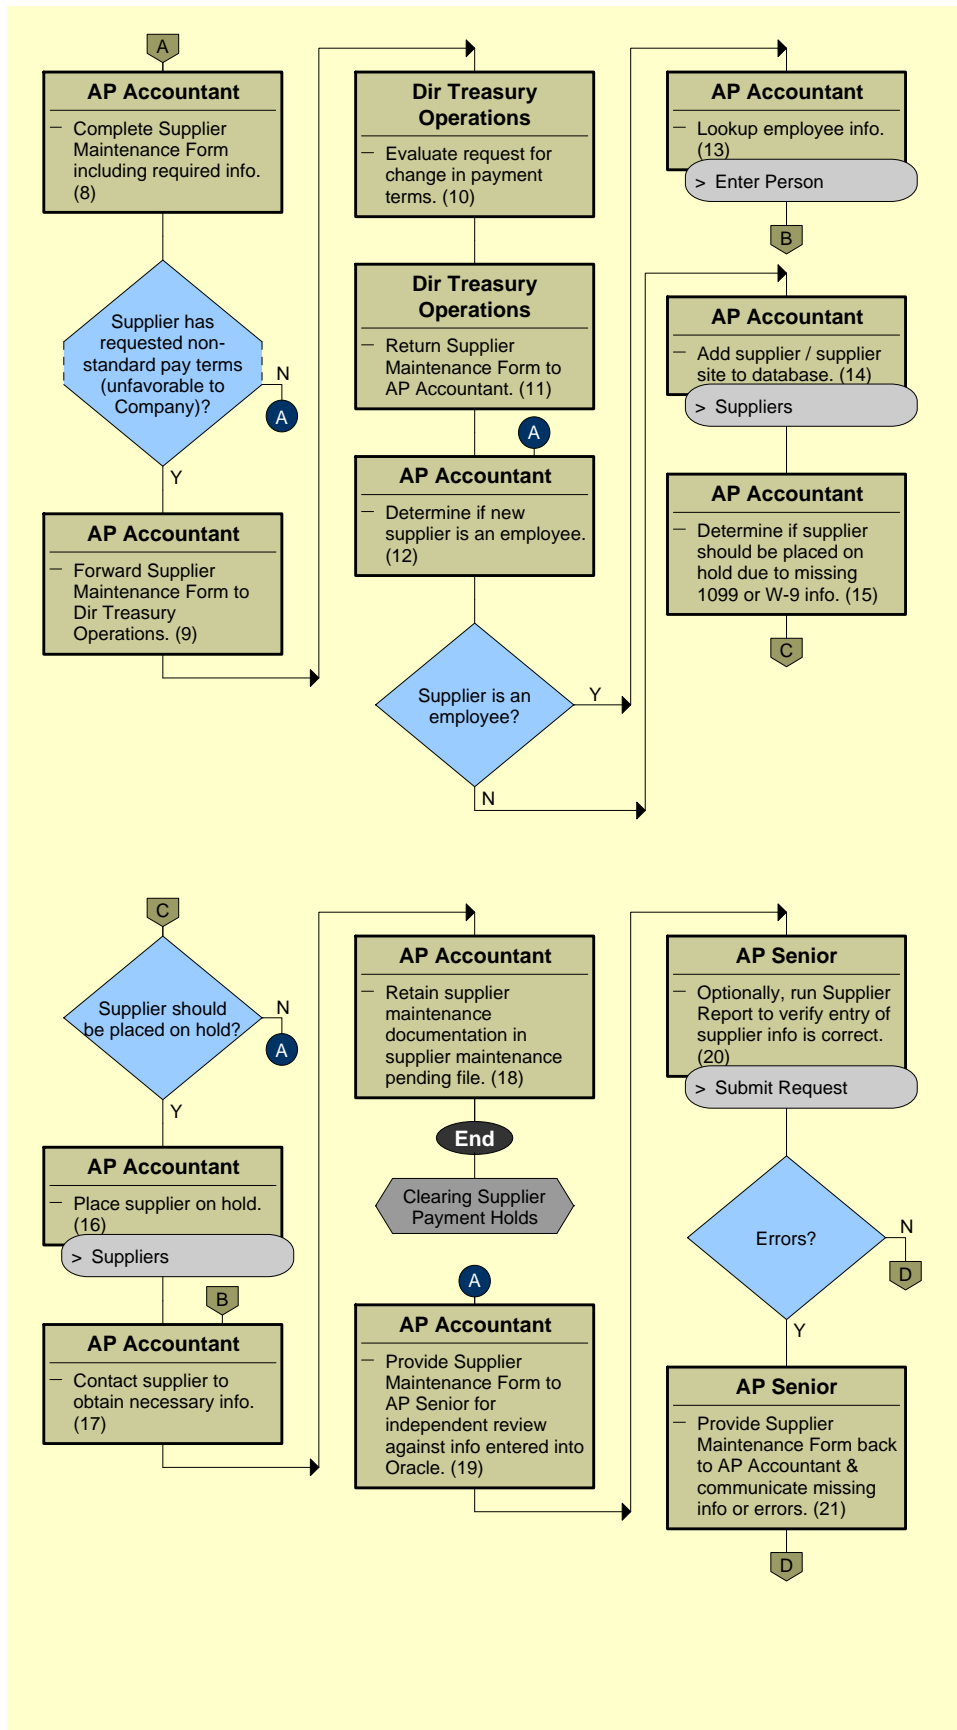 A
AP Accountant
— Complete Supplier
Maintenance Form
including required info.
(8)
Supplier has
requested non-
standard pay terms
(unfavorable to
Company)?
N
A
Y
AP Accountant
— Forward Supplier
Maintenance Form to
Dir Treasury
Operations. (9)
Dir Treasury
Operations
— Evaluate request for
change in payment
terms. (10)
Dir Treasury
Operations
— Return Supplier
Maintenance Form to
AP Accountant. (11)
A
AP Accountant
— Determine if new
supplier is an employee.
(12)
Supplier is an
employee?
Y
N
AP Accountant
— Lookup employee info.
(13)
> Enter Person
B
AP Accountant
— Add supplier / supplier
site to database. (14)
> Suppliers
AP Accountant
— Determine if supplier
should be placed on
hold due to missing
1099 or W-9 info. (15)
C
C
Supplier should
be placed on hold?
N
A
Y
AP Accountant
— Place supplier on hold.
(16)
> Suppliers
B
AP Accountant
— Contact supplier to
obtain necessary info.
(17)
AP Accountant
— Retain supplier
maintenance
documentation in
supplier maintenance
pending file. (18)
End
Clearing Supplier
Payment Holds
A
AP Accountant
— Provide Supplier
Maintenance Form to
AP Senior for
independent review
against info entered into
Oracle. (19)
AP Senior
— Optionally, run Supplier
Report to verify entry of
supplier info is correct.
(20)
> Submit Request
Errors?
N
D
Y
AP Senior
— Provide Supplier
Maintenance Form back
to AP Accountant &
communicate missing
info or errors. (21)
D